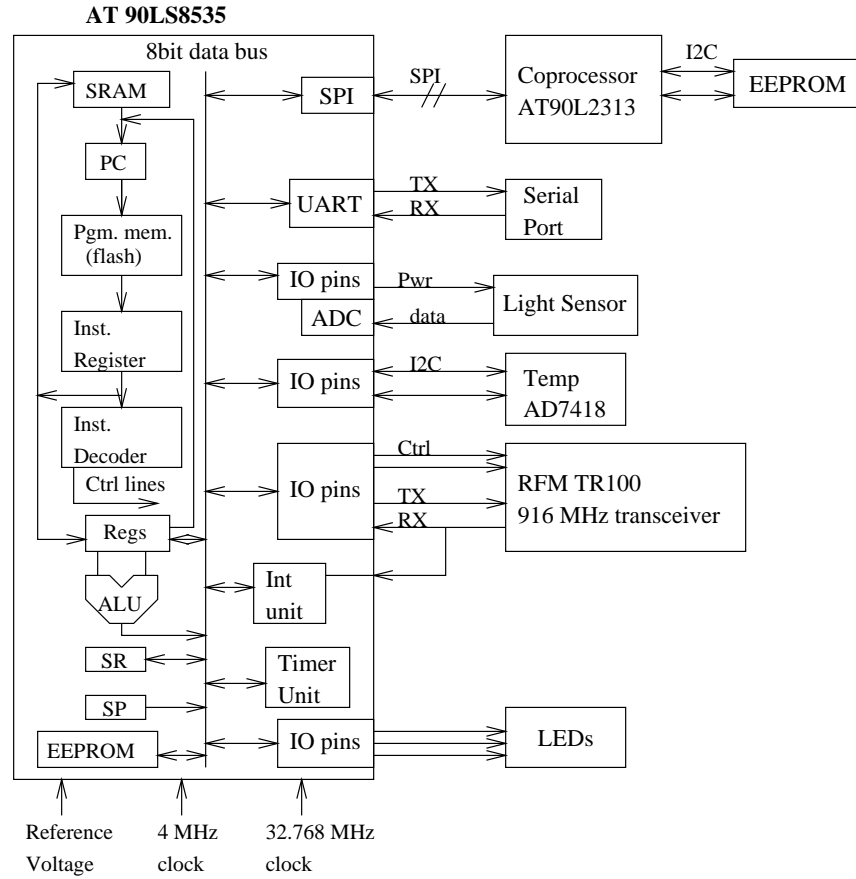 AT 90LS8535
8bit data bus
SRAM
PC
Pgm. mem.
(flash)
Inst.
Register
Inst.
Decoder
Ctrl lines
Regs
ALU
SR
SP
EEPROM
SPI
UART
IO pins
ADC
IO pins
IO pins
Int
unit
Timer
Unit
IO pins
SPI
Coprocessor
AT90L2313
I2C
EEPROM
TX
RX
Serial
Port
Pwr
data
Light Sensor
I2C
Temp
AD7418
Ctrl
TX
RX
RFM TR100
916 MHz transceiver
LEDs
Reference
Voltage
4 MHz
clock
32.768 MHz
clock